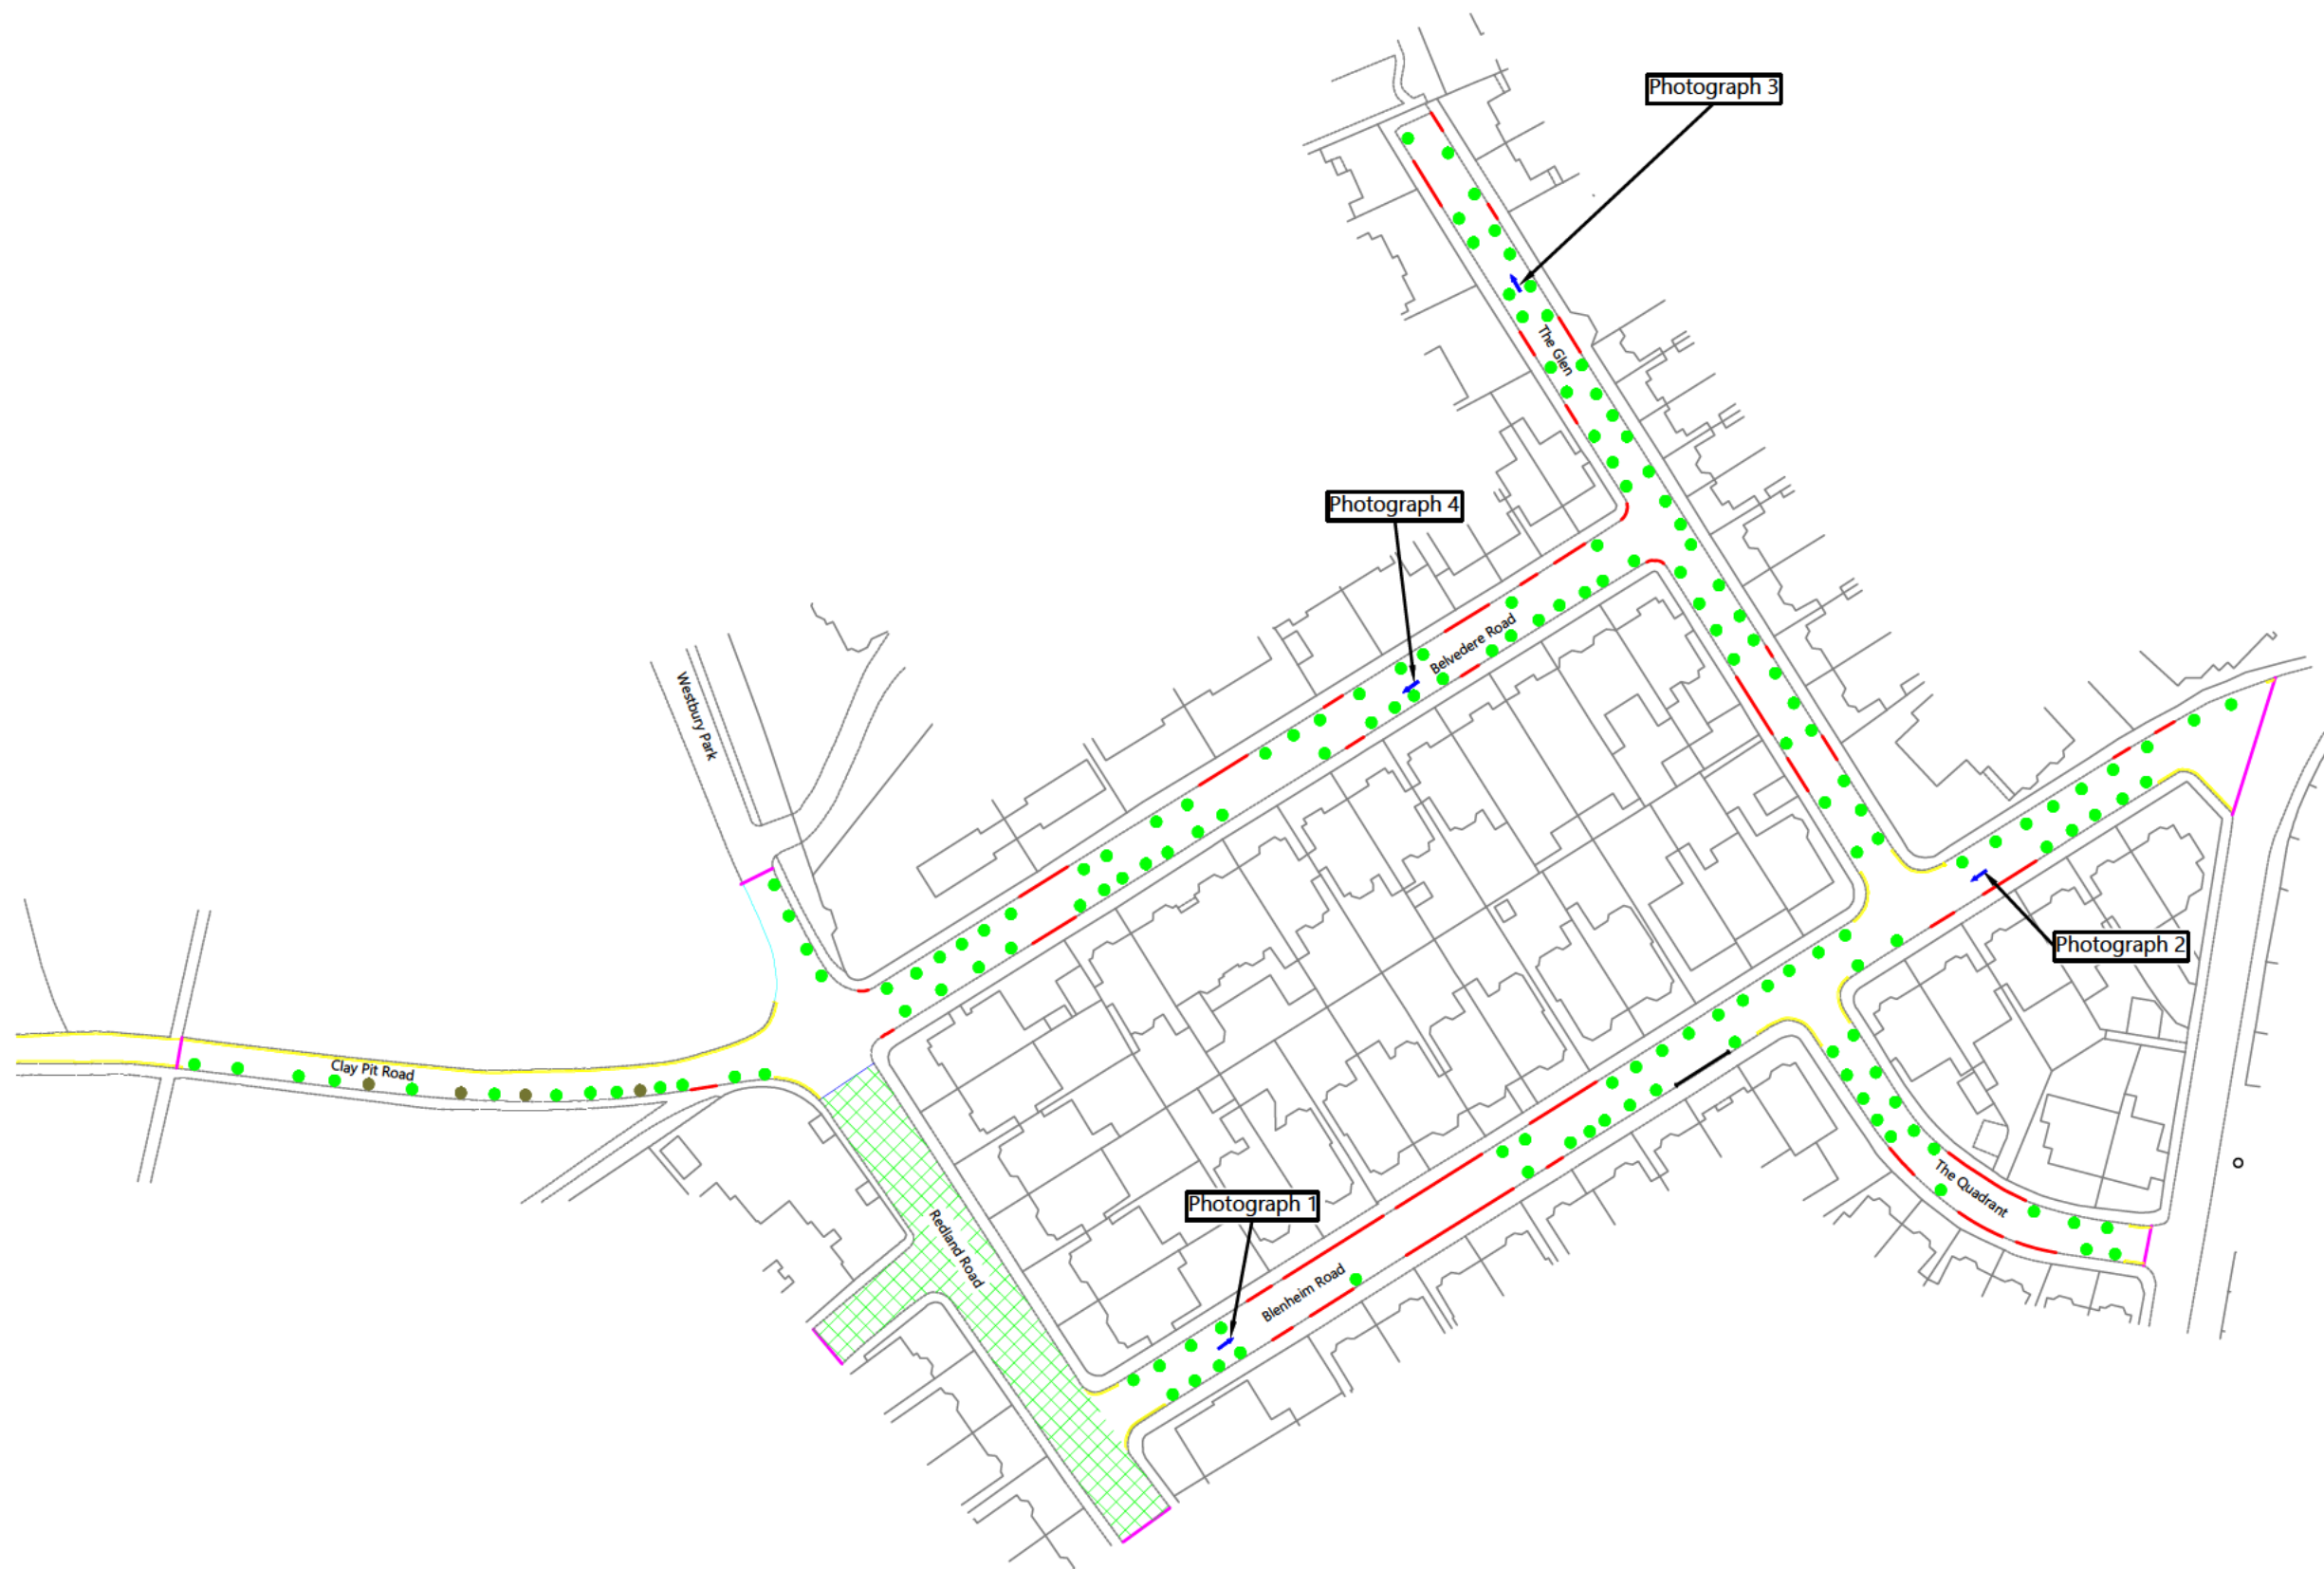 Photograph 3
The Glen
Photograph 4
Belvedere Road
Westbury Park
Photograph 2
Clay Pit Road
The Quadrant
Photograph 1
Redland Road
Blenheim Road